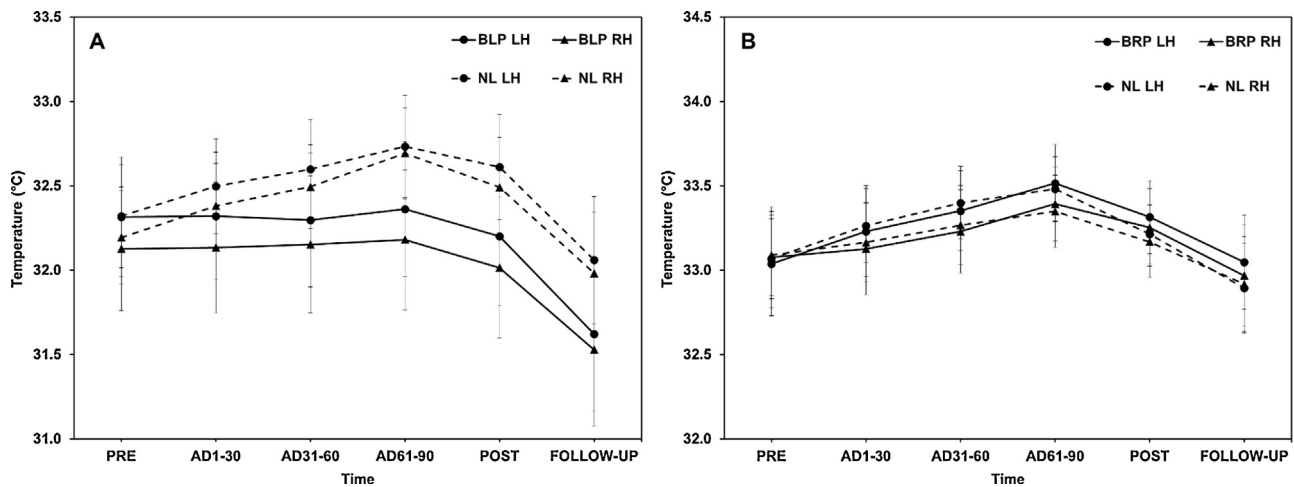 A
BLP LH BLP RH
NL LH NL RH
33.5
33.0
32.5
32.0
31.5
31.0
Temperature (°C)
PRE AD1-30 AD31-60 AD61-90 POST FOLLOW-UP
Time
B
BRP LH BRP RH
NL LH NL RH
34.5
34.0
33.5
33.0
32.5
32.0
Temperature (°C)
PRE AD1-30 AD31-60 AD61-90 POST FOLLOW-UP
Time